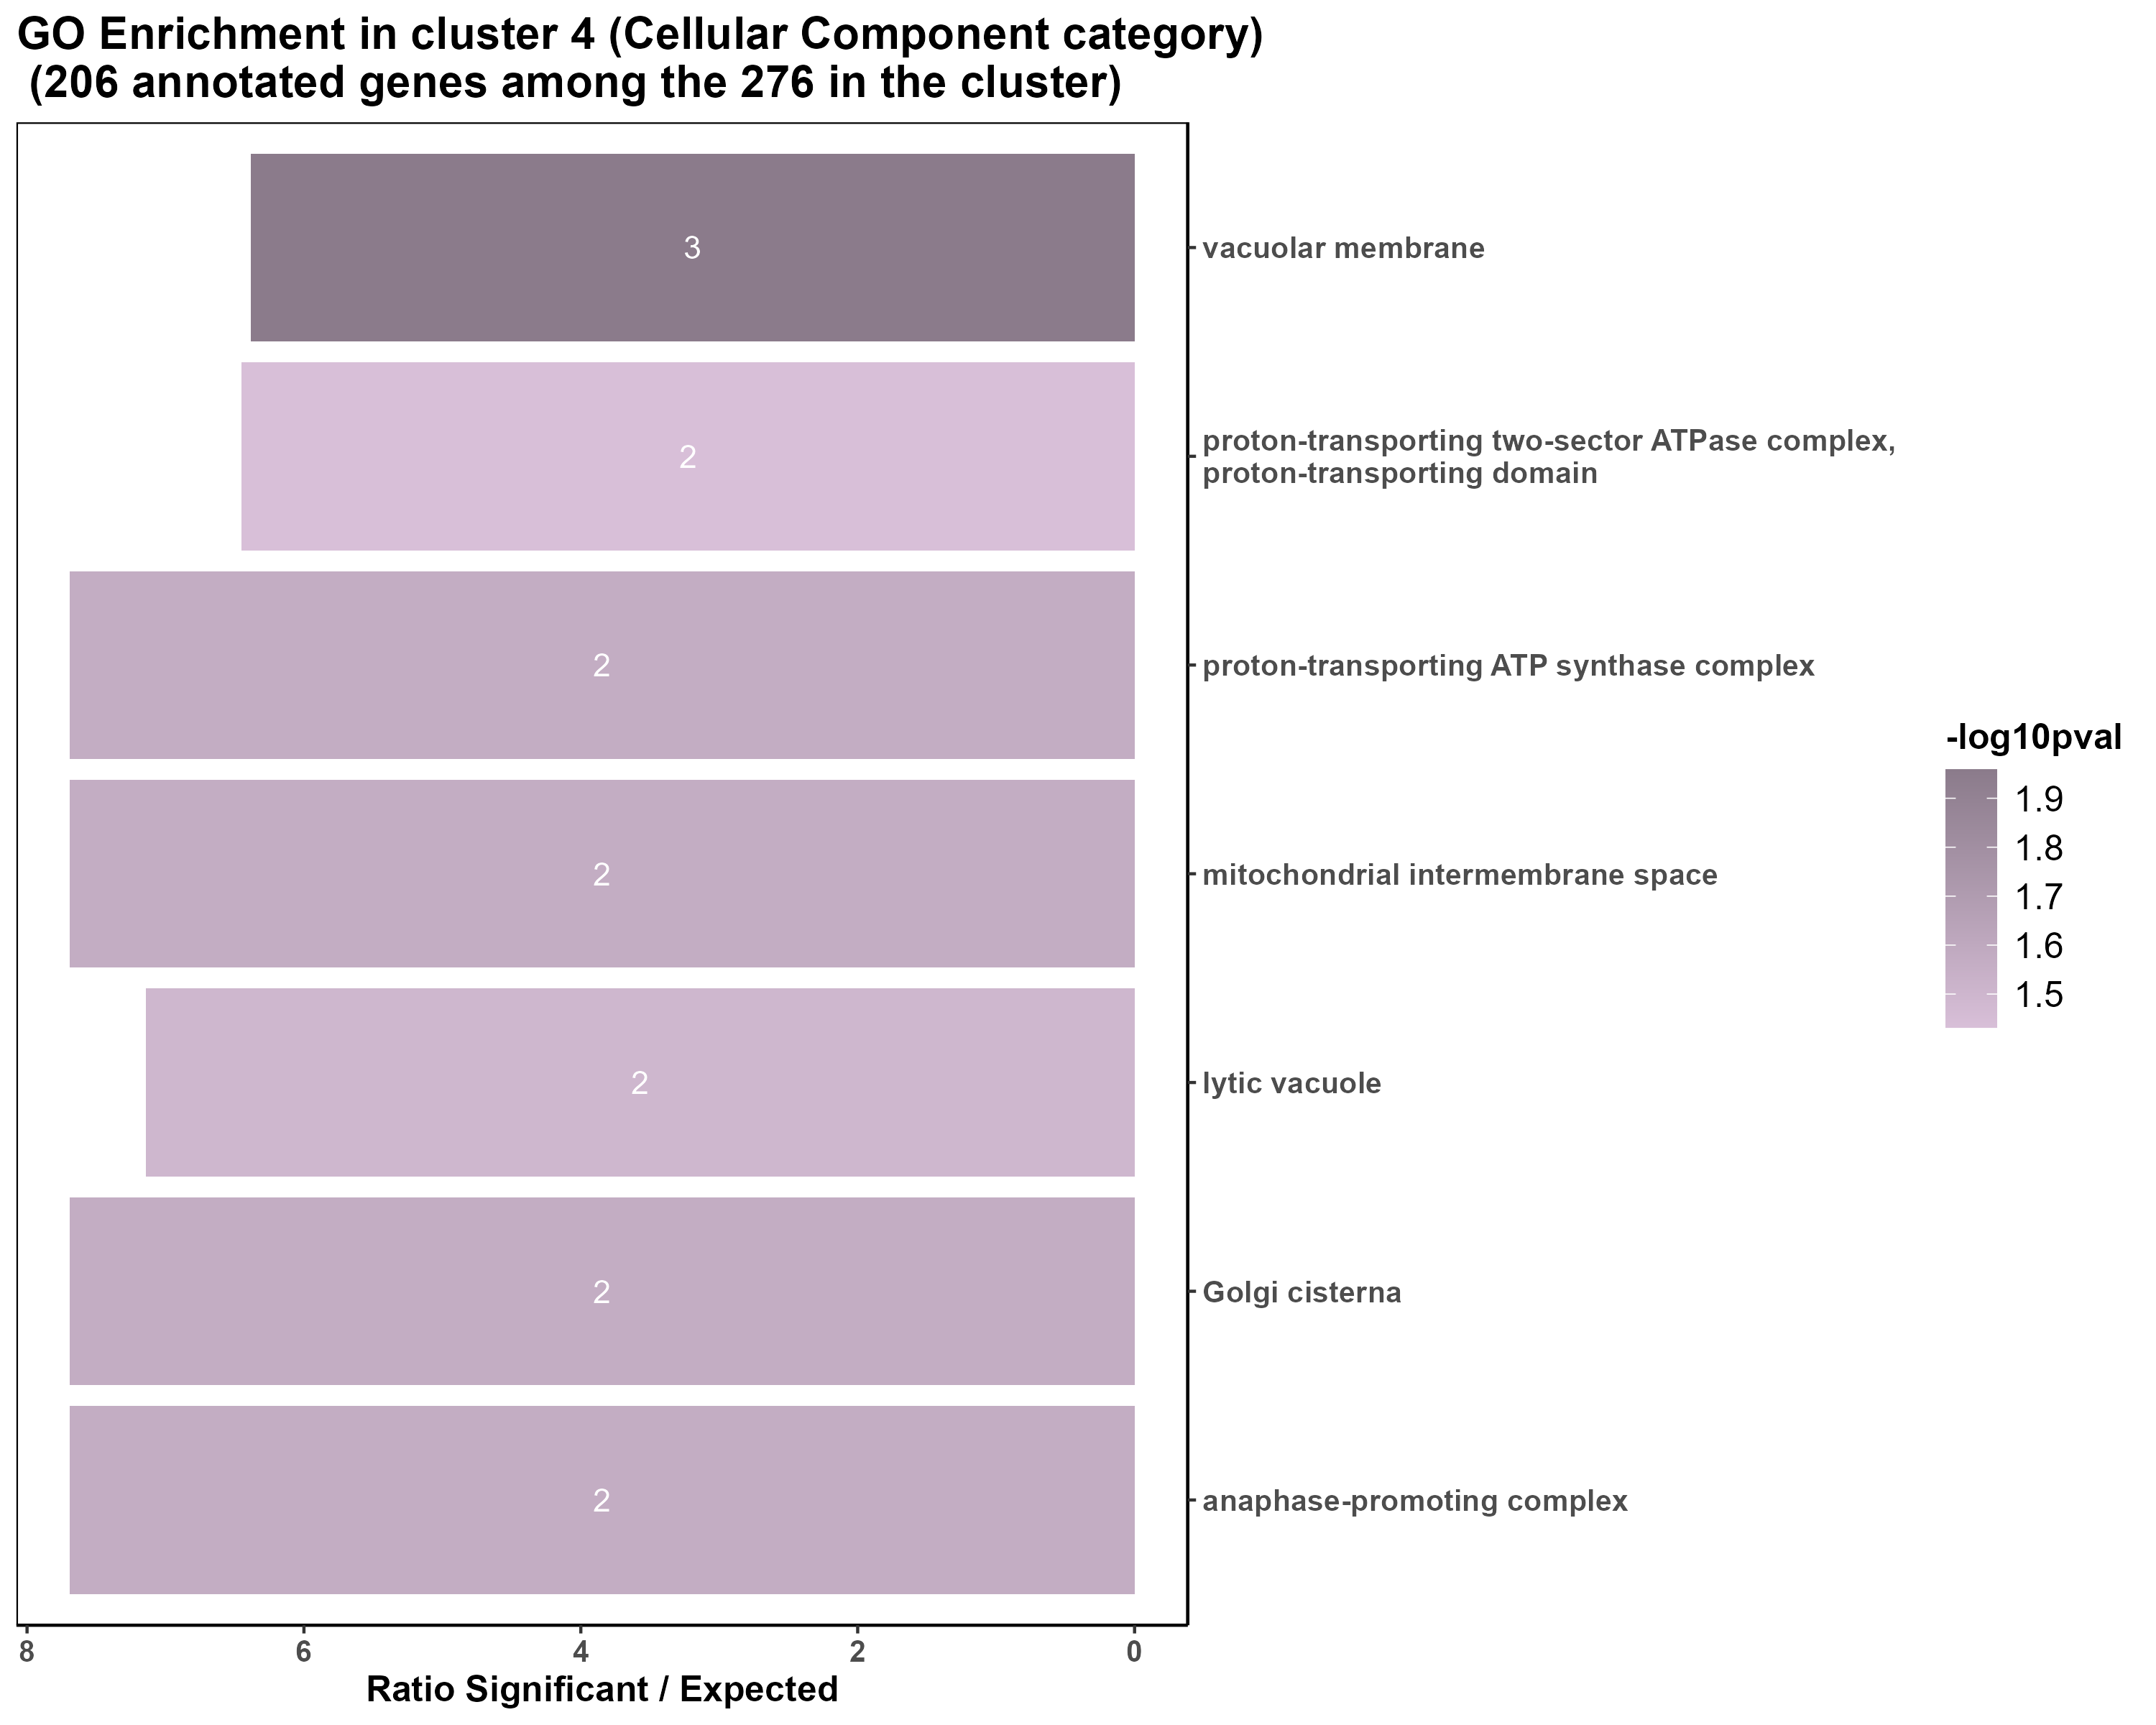 GO Enrichment in cluster 4 (Cellular Component category)
(206 annotated genes among the 276 in the cluster)
3
vacuolar membrane
2
proton-transporting two-sector ATPase complex,
proton-transporting domain
2
proton-transporting ATP synthase complex
2
mitochondrial intermembrane space
2
lytic vacuole
2
Golgi cisterna
2
anaphase-promoting complex
8 6 4 2 0
Ratio Significant / Expected
-log10pval
1.9
1.8
1.7
1.6
1.5